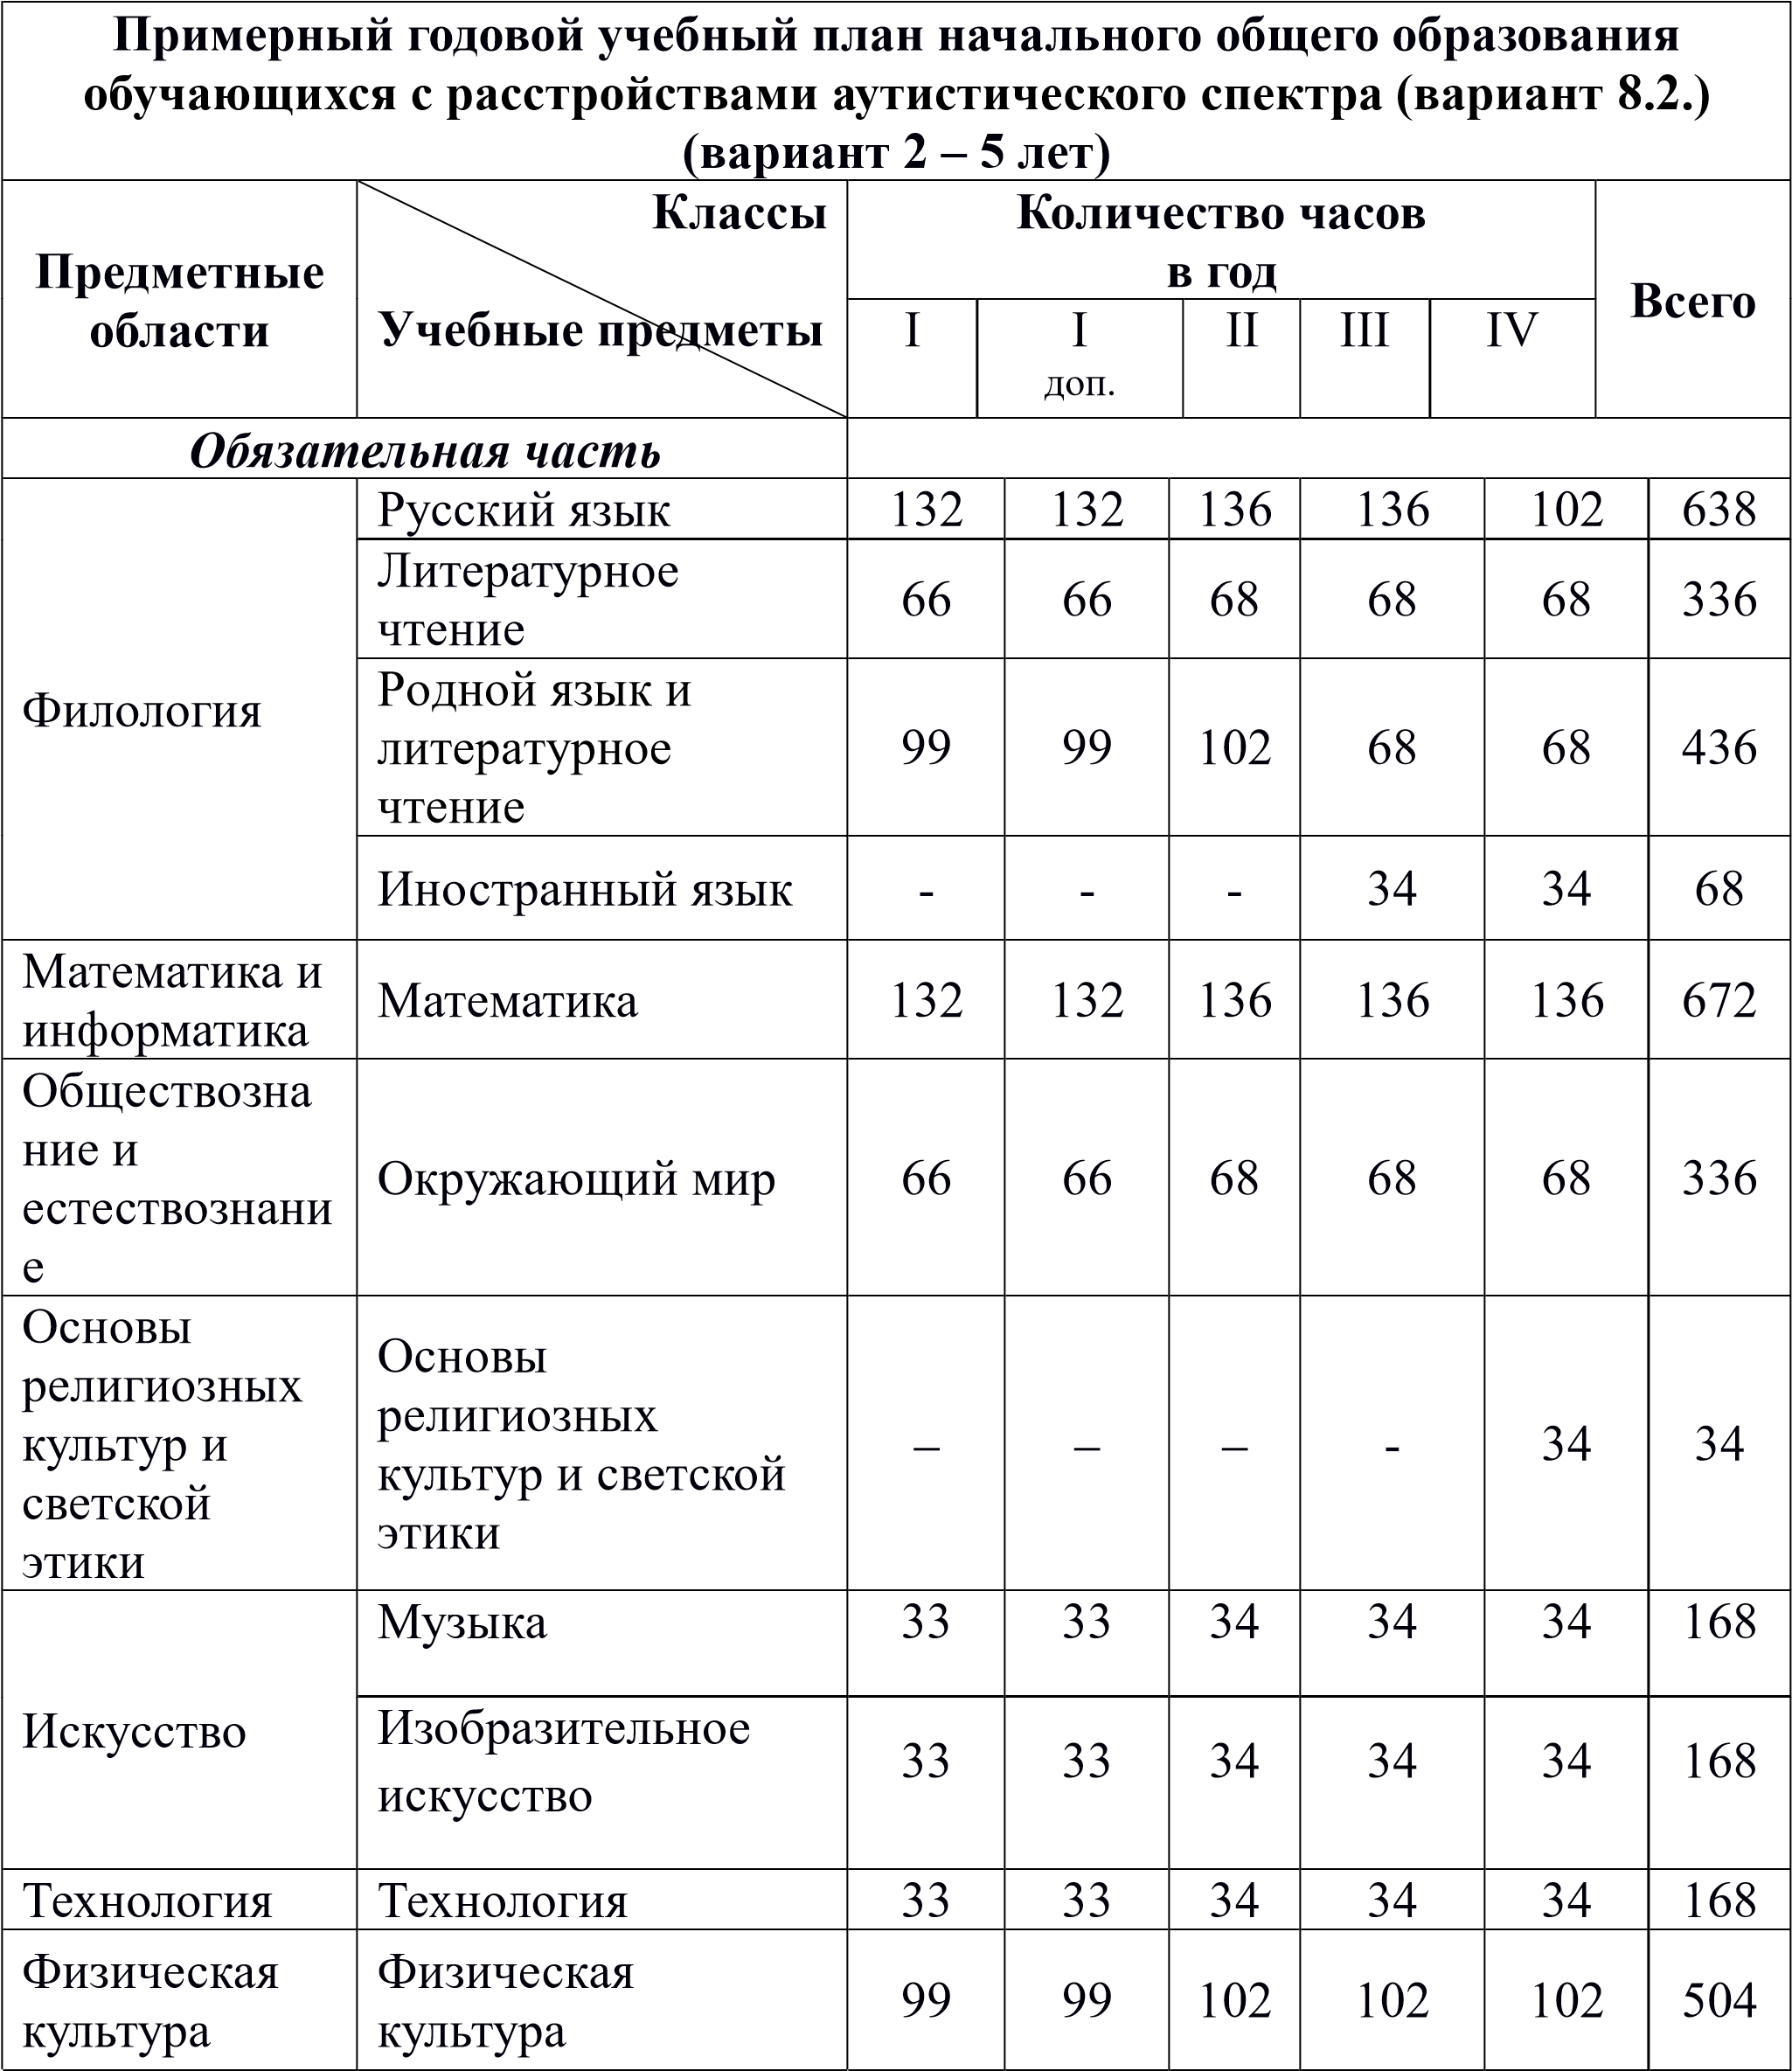 Примерный годовой учебный план начального общего образования
обучающихся с расстройствами аутистического спектра (вариант 8.2.)
(вариант 2 – 5 лет)
Предметные
области
Классы
Учебные предметы
Количество часов
в год
Всего
I I II III IV
доп.
Обязательная часть
Филология
Русский язык 132 132 136 136 102 638
Литературное
чтение
66 66 68 68 68 336
Родной язык и
литературное
чтение
99 99 102 68 68 436
Иностранный язык - - - 34 34 68
Математика и
информатика
Математика 132 132 136 136 136 672
Обществозна
ние и
естествознани
е
Окружающий мир 66 66 68 68 68 336
Основы
религиозных
культур и
светской
этики
Основы
религиозных
культур и светской
этики
– – – - 34 34
Искусство
Музыка 33 33 34 34 34 168
Изобразительное
искусство
33 33 34 34 34 168
Технология Технология 33 33 34 34 34 168
Физическая
культура
Физическая
культура
99 99 102 102 102 504